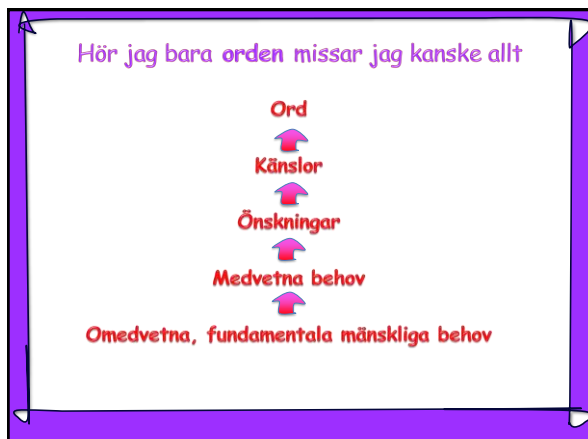 Hör jag bara orden missar jag kanske allt
Ord
Känslor
Önskningar
Medvetna behov
Omedvetna, fundamentala mänskliga behov